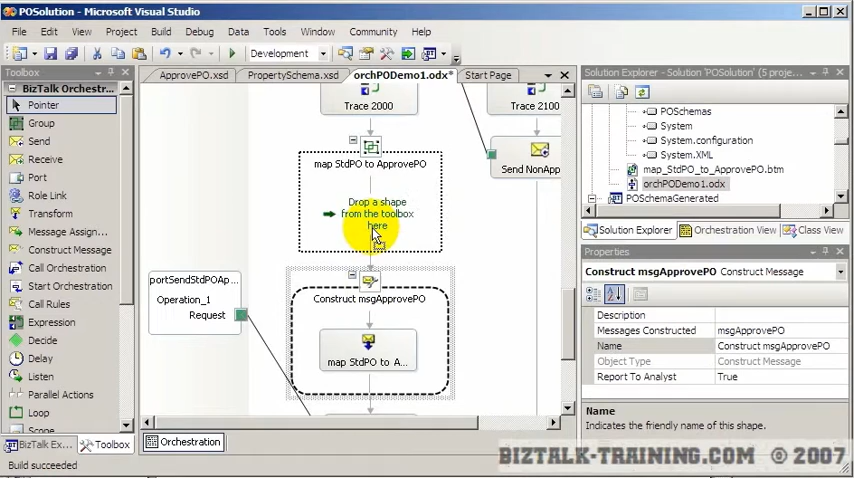 POSolution - Microsoft Visual Studio
File Edit View Project Build Debug Data Tools Window Community Help
Development
Toolbox
BizTalk Orchestr...
Pointer
Group
Send
Receive
Port
Role Link
Transform
Message Assign...
Construct Message
Call Orchestration
Start Orchestration
Call Rules
Expression
Decide
Delay
Listen
Parallel Actions
Loop
Scope
BizTalk Ex... Toolbox
Build succeeded
ApprovePO.xsd PropertySchema.xsd orchPODemo1.odx* Start Page
Trace 2000
Trace 2100
map StdPO to ApprovePO
Send NonApp
Drop a shape
from the toolbox
here
portSendStdPOAp...
Operation_1
Request
Construct msgApprovePO
map StdPO to A...
Orchestration
Solution Explorer - Solution 'POSolution' (5 proje
POSchemas
System
System.configuration
System.XML
map_StdPO_to_ApprovePO.btm
orchPODemo1.odx
POSchemaGenerated
Solution Explorer Orchestration View Class View
Properties
Construct msgApprovePO Construct Message
Description
Messages Constructed msgApprovePO
Name Construct msgApprovePO
Object Type Construct Message
Report To Analyst True
Name
Indicates the friendly name of this shape.
BIZTALK-TRAINING.COM © 2007